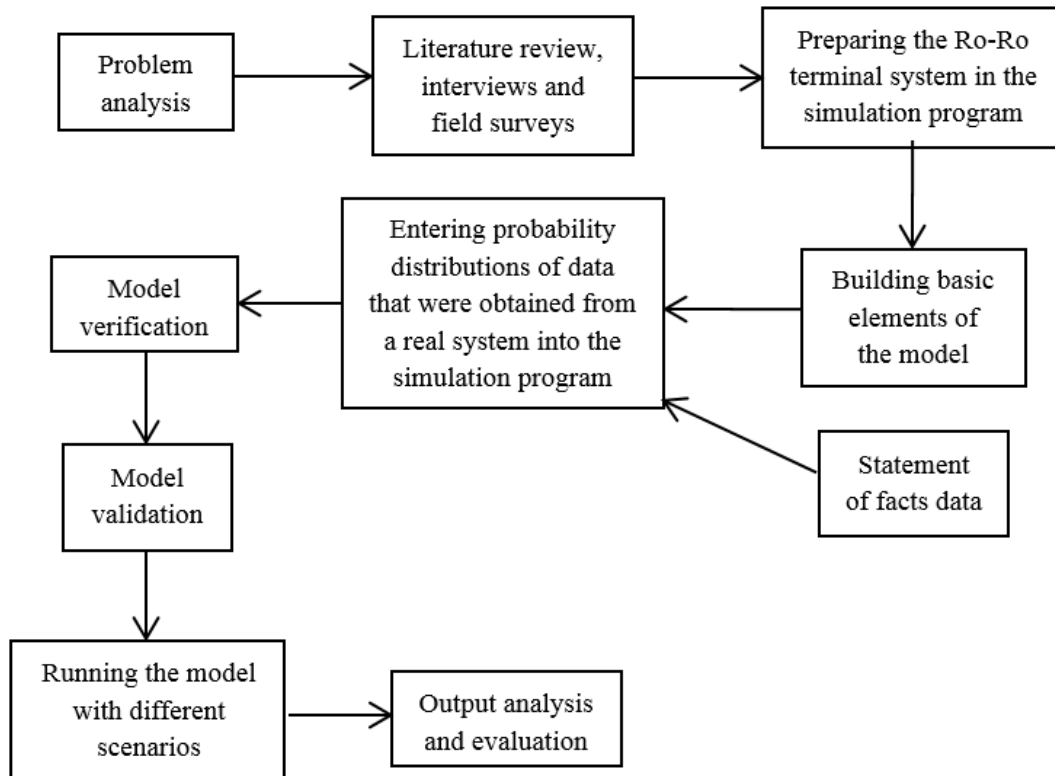 Problem
analysis
Literature review,
interviews and
field surveys
Preparing the Ro-Ro
terminal system in the
simulation program
Building basic
elements of
the model
Entering probability
distributions of data
that were obtained from
a real system into the
simulation program
Statement
of facts data
Model
verification
Model
validation
Running the model
with different
scenarios
Output analysis
and evaluation